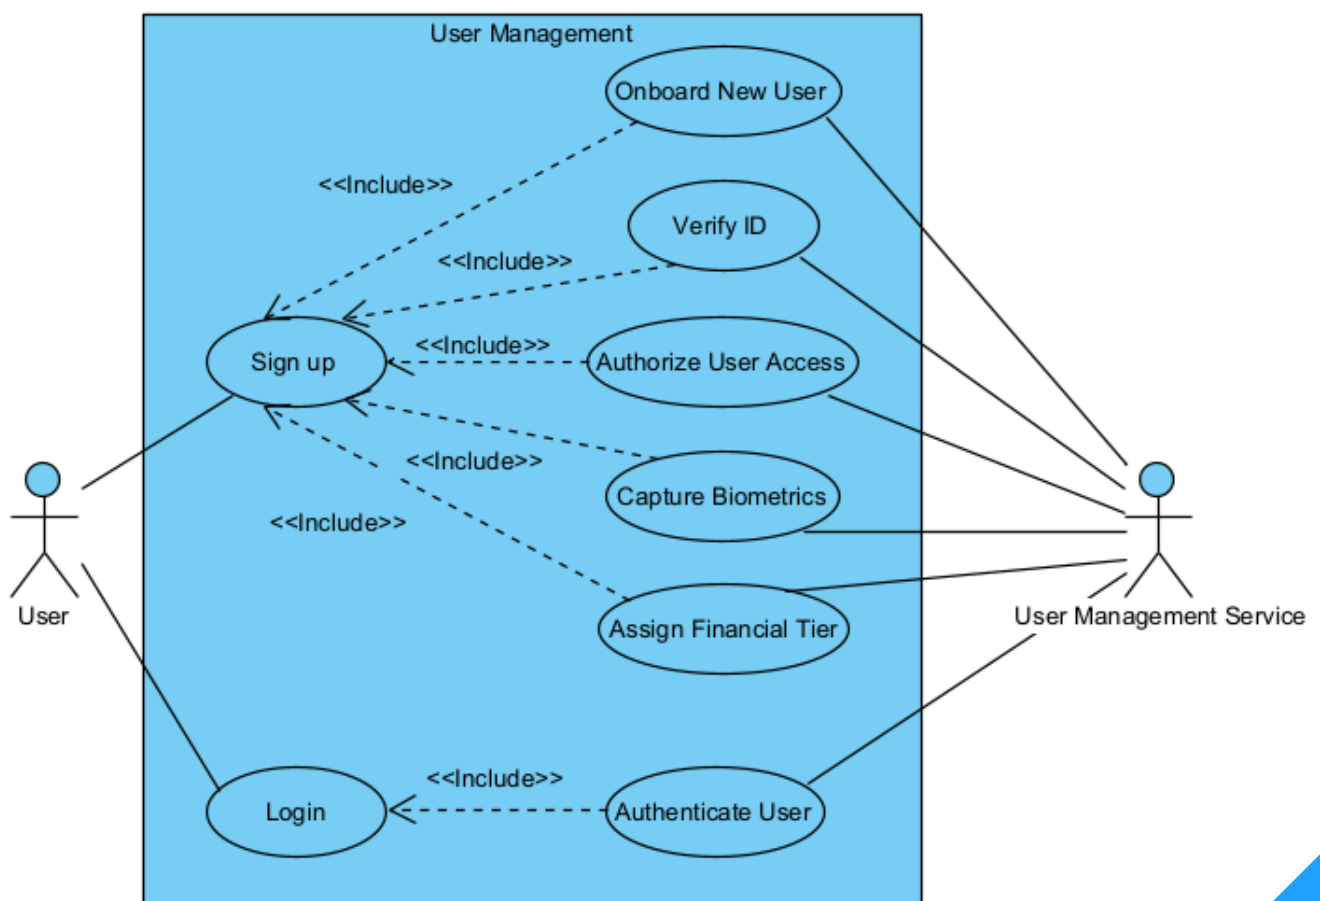 User Management
Onboard New User
<<Include>>
Verify ID
<<Include>>
<<Include>>
Sign up
Authorize User Access
<<Include>>
Capture Biometrics
<<Include>>
User
User Management Service
Assign Financial Tier
<<Include>>
Login
Authenticate User